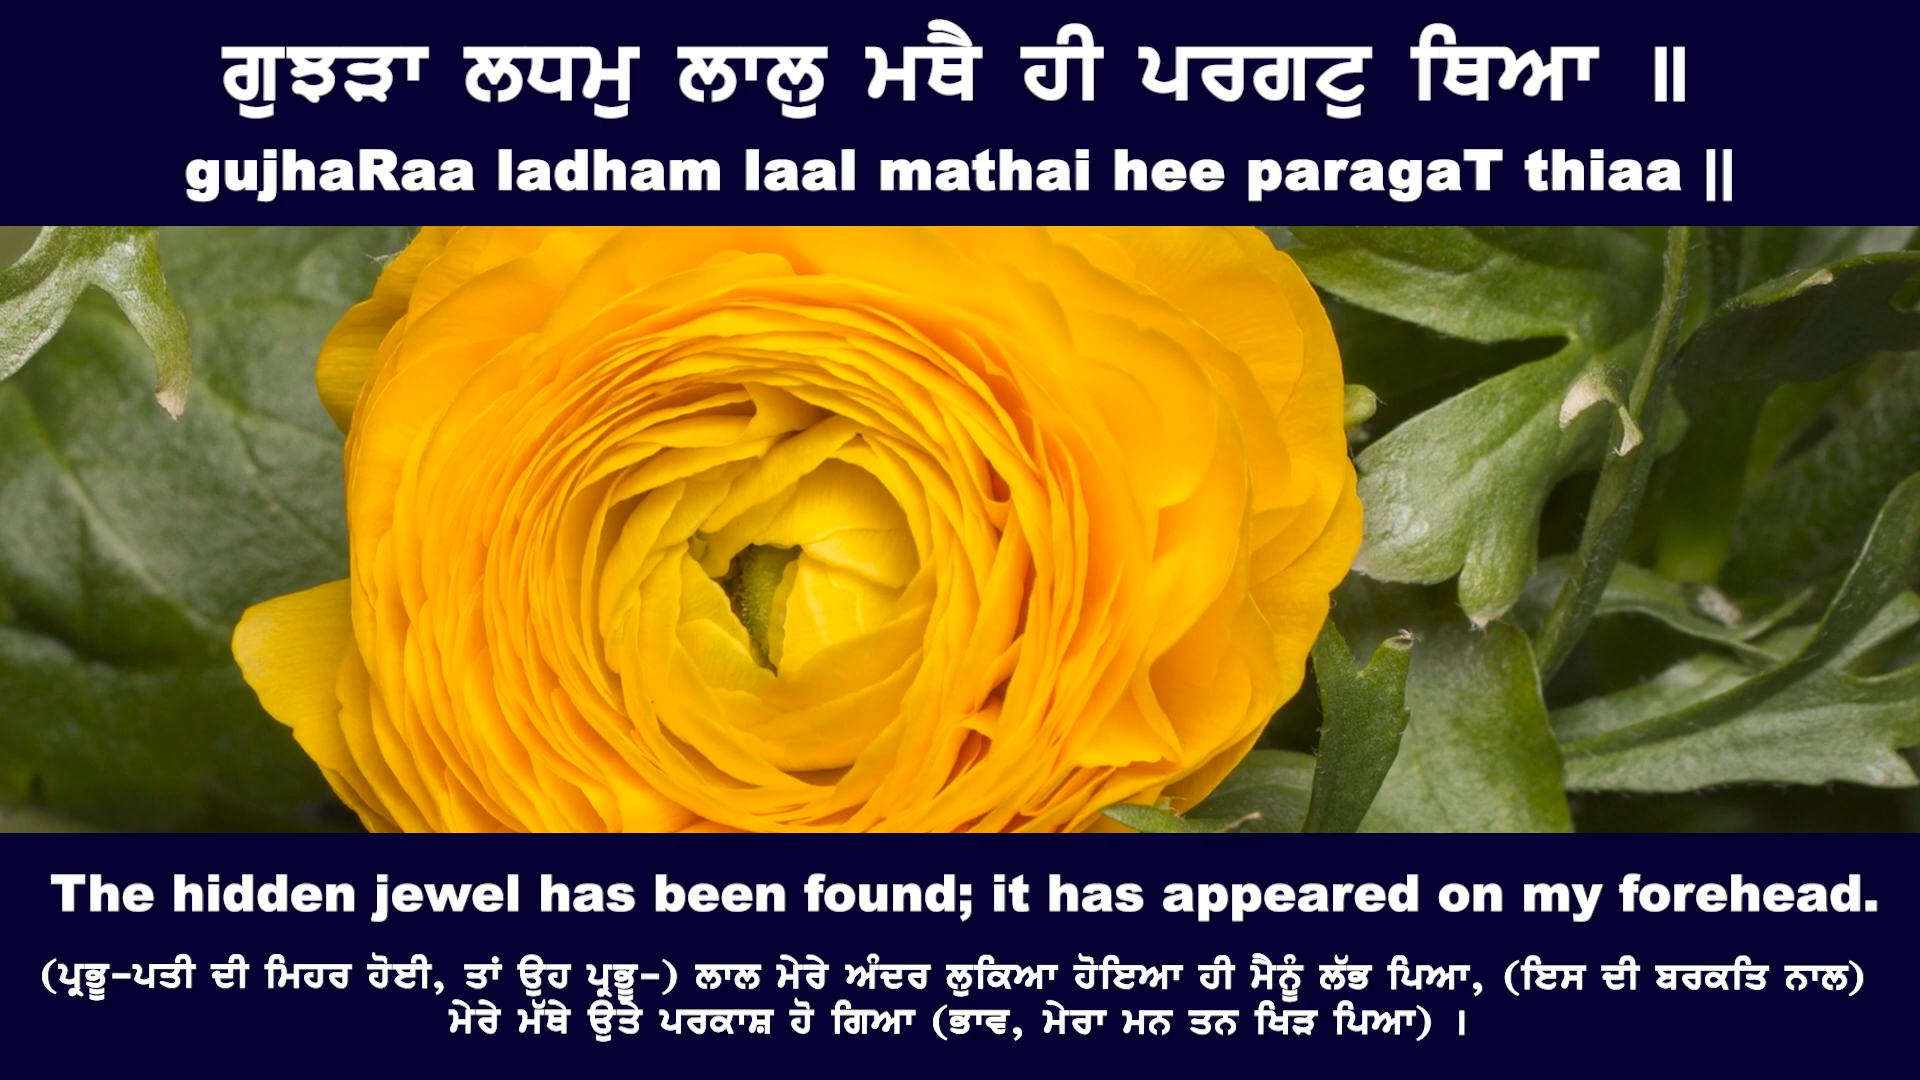 ਗੁਝੜਾ ਲਧਮੁ ਲਾਲੁ ਮਥੈ ਹੀ ਪਰਗਟੁ ਥਿਆ ॥
gujhaRaa ladham laal mathai hee paragaT thiaa ||
The hidden jewel has been found; it has appeared on my forehead.
(ਪ੍ਰਭੂ-ਪਤੀ ਦੀ ਮਿਹਰ ਹੋਈ, ਤਾਂ ਉਹ ਪ੍ਰਭੂ-) ਲਾਲ ਮੇਰੇ ਅੰਦਰ ਲੁਕਿਆ ਹੋਇਆ ਹੀ ਮੈਨੂੰ ਲੱਭ ਪਿਆ, (ਇਸ ਦੀ ਬਰਕਤਿ ਨਾਲ)
ਮੇਰੇ ਮੱਥੇ ਉਤੇ ਪਰਕਾਸ਼ ਹੋ ਗਿਆ (ਭਾਵ, ਮੇਰਾ ਮਨ ਤਨ ਖਿੜ ਪਿਆ) ।